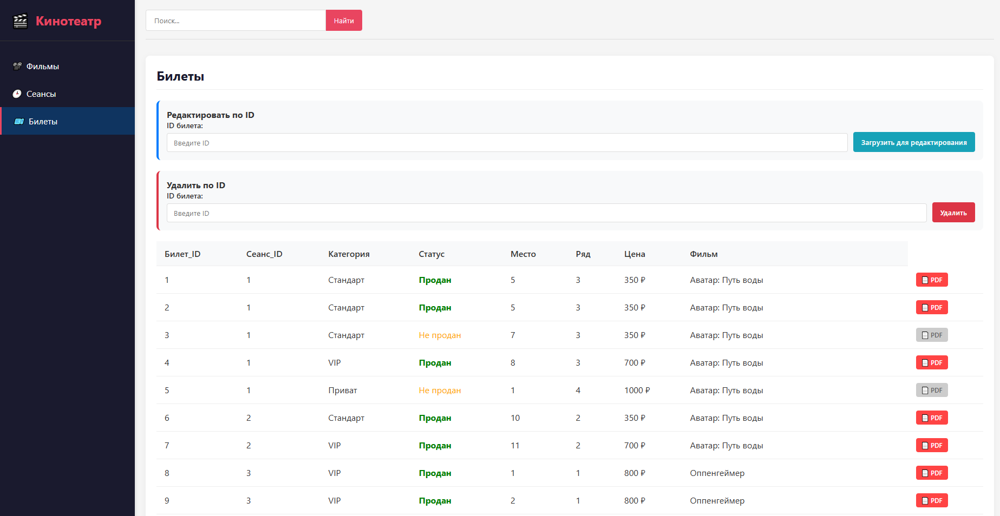 Кинотеатр
Поиск...
Найти
Фильмы
Сеансы
Билеты
Билеты
Редактировать по ID
ID билета:
Введите ID
Загрузить для редактирования
Удалить по ID
ID билета:
Введите ID
Удалить
Билет_ID Сеанс_ID Категория Статус Место Ряд Цена Фильм
1 1 Стандарт Продан 5 3 350 ₽ Аватар: Путь воды PDF
2 1 Стандарт Продан 5 3 350 ₽ Аватар: Путь воды PDF
3 1 Стандарт Не продан 7 3 350 ₽ Аватар: Путь воды PDF
4 1 VIP Продан 8 3 700 ₽ Аватар: Путь воды PDF
5 1 Приват Не продан 1 4 1000 ₽ Аватар: Путь воды PDF
6 2 Стандарт Продан 10 2 350 ₽ Аватар: Путь воды PDF
7 2 VIP Продан 11 2 700 ₽ Аватар: Путь воды PDF
8 3 VIP Продан 1 1 800 ₽ Оппенгеймер PDF
9 3 VIP Продан 2 1 800 ₽ Оппенгеймер PDF